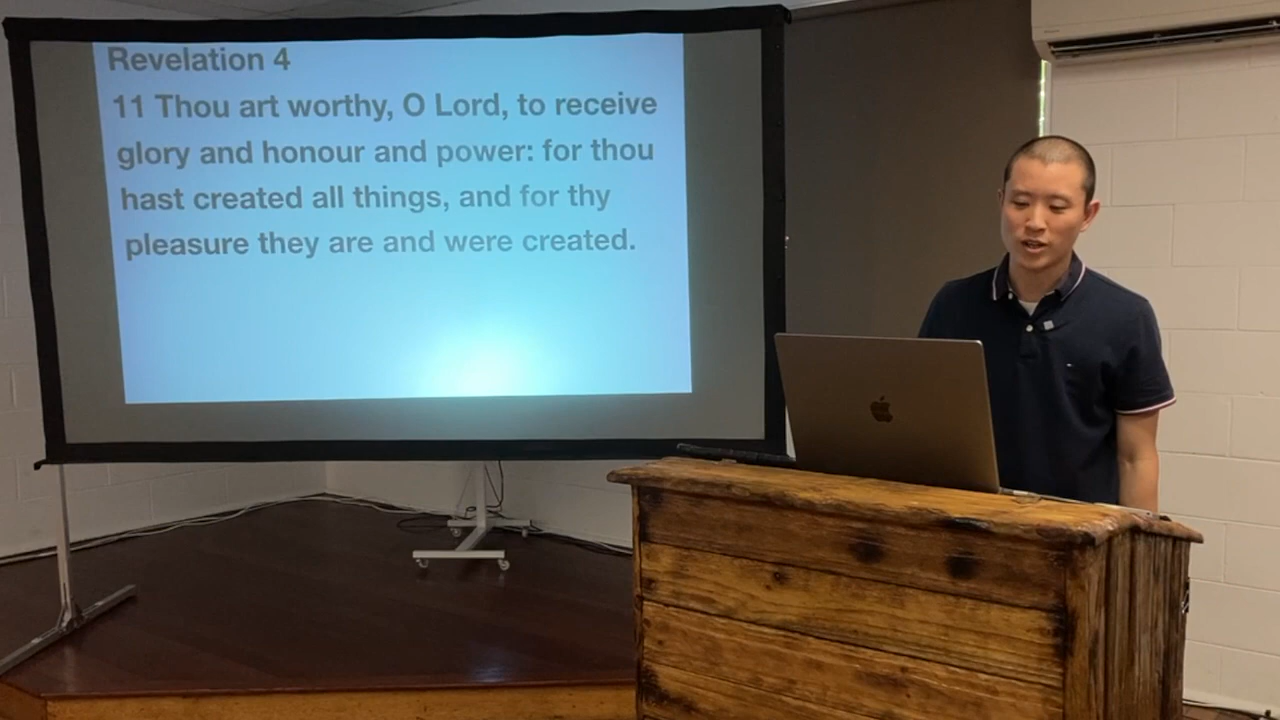 Revelation 4
11 Thou art worthy, O Lord, to receive
glory and honour and power: for thou
hast created all things, and for thy
pleasure they are and were created.